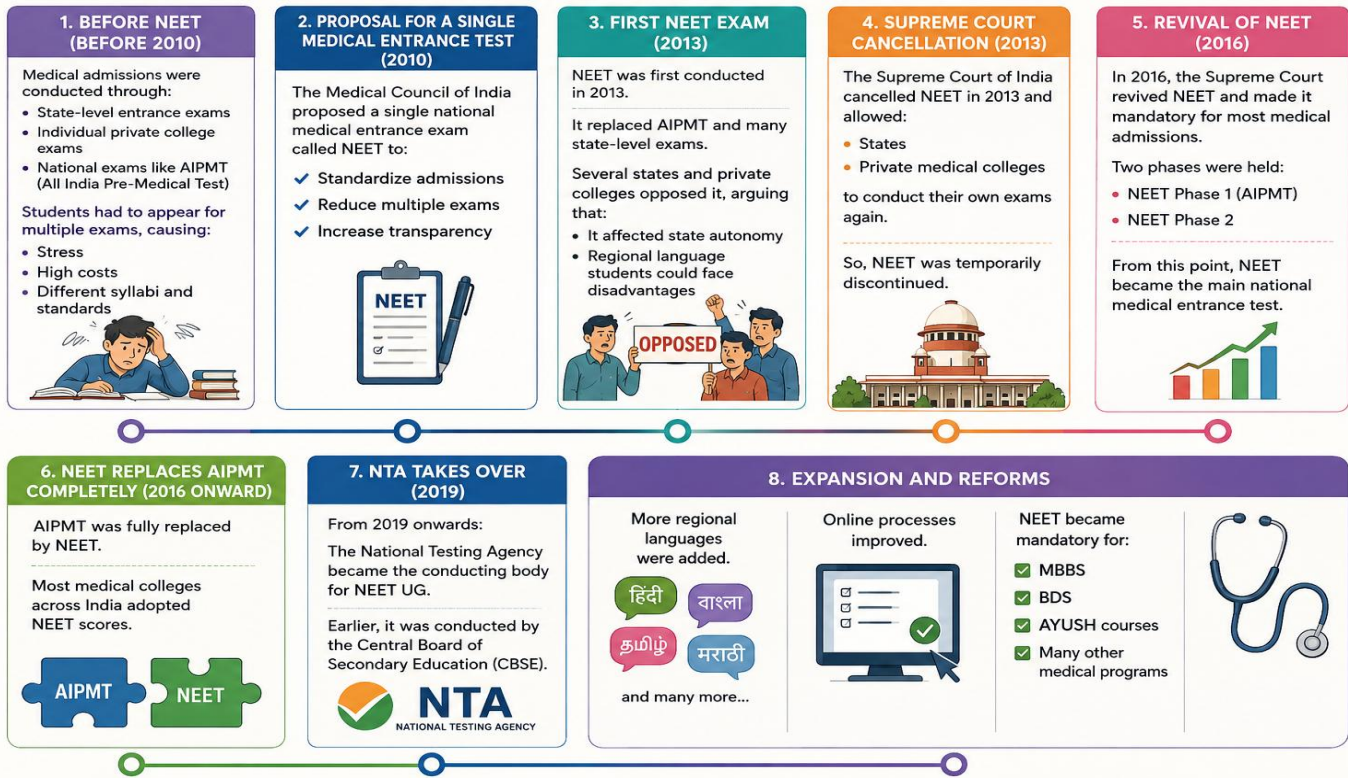 1. BEFORE NEET
(BEFORE 2010)
Medical admissions were
conducted through:
• State-level entrance exams
• Individual private college
exams
• National exams like AIPMT
(All India Pre-Medical Test)
Students had to appear for
multiple exams, causing:
• Stress
• High costs
• Different syllabi and
standards
2. PROPOSAL FOR A SINGLE
MEDICAL ENTRANCE TEST
(2010)
The Medical Council of India
proposed a single national
medical entrance exam
called NEET to:
✓ Standardize admissions
✓ Reduce multiple exams
✓ Increase transparency
NEET
3. FIRST NEET EXAM
(2013)
NEET was first conducted
in 2013.
It replaced AIPMT and many
state-level exams.
Several states and private
colleges opposed it, arguing
that:
• It affected state autonomy
• Regional language
students could face
disadvantages
OPPOSED
4. SUPREME COURT
CANCELLATION (2013)
The Supreme Court of India
cancelled NEET in 2013 and
allowed:
• States
• Private medical colleges
to conduct their own exams
again.
So, NEET was temporarily
discontinued.
5. REVIVAL OF NEET
(2016)
In 2016, the Supreme Court
revived NEET and made it
mandatory for most medical
admissions.
Two phases were held:
• NEET Phase 1 (AIPMT)
• NEET Phase 2
From this point, NEET
became the main national
medical entrance test.
6. NEET REPLACES AIPMT
COMPLETELY (2016 ONWARD)
AIPMT was fully replaced
by NEET.
Most medical colleges
across India adopted
NEET scores.
AIPMT
NEET
7. NTA TAKES OVER
(2019)
From 2019 onwards:
The National Testing Agency
became the conducting body
for NEET UG.
Earlier, it was conducted by
the Central Board of
Secondary Education (CBSE).
NTA
NATIONAL TESTING AGENCY
8. EXPANSION AND REFORMS
More regional
languages
were added.
हिंदी
বাংলা
தமிழ்
मराठी
and many more...
Online processes
improved.
NEET became
mandatory for:
✓ MBBS
✓ BDS
✓ AYUSH courses
✓ Many other
medical programs